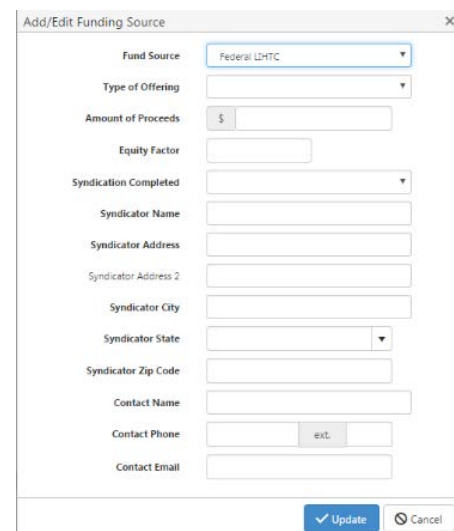 Add/Edit Funding Source ×
Fund Source Federal LIHTC
Type of Offering
Amount of Proceeds $
Equity Factor
Syndication Completed
Syndicator Name
Syndicator Address
Syndicator Address 2
Syndicator City
Syndicator State
Syndicator Zip Code
Contact Name
Contact Phone ext.
Contact Email
Update Cancel